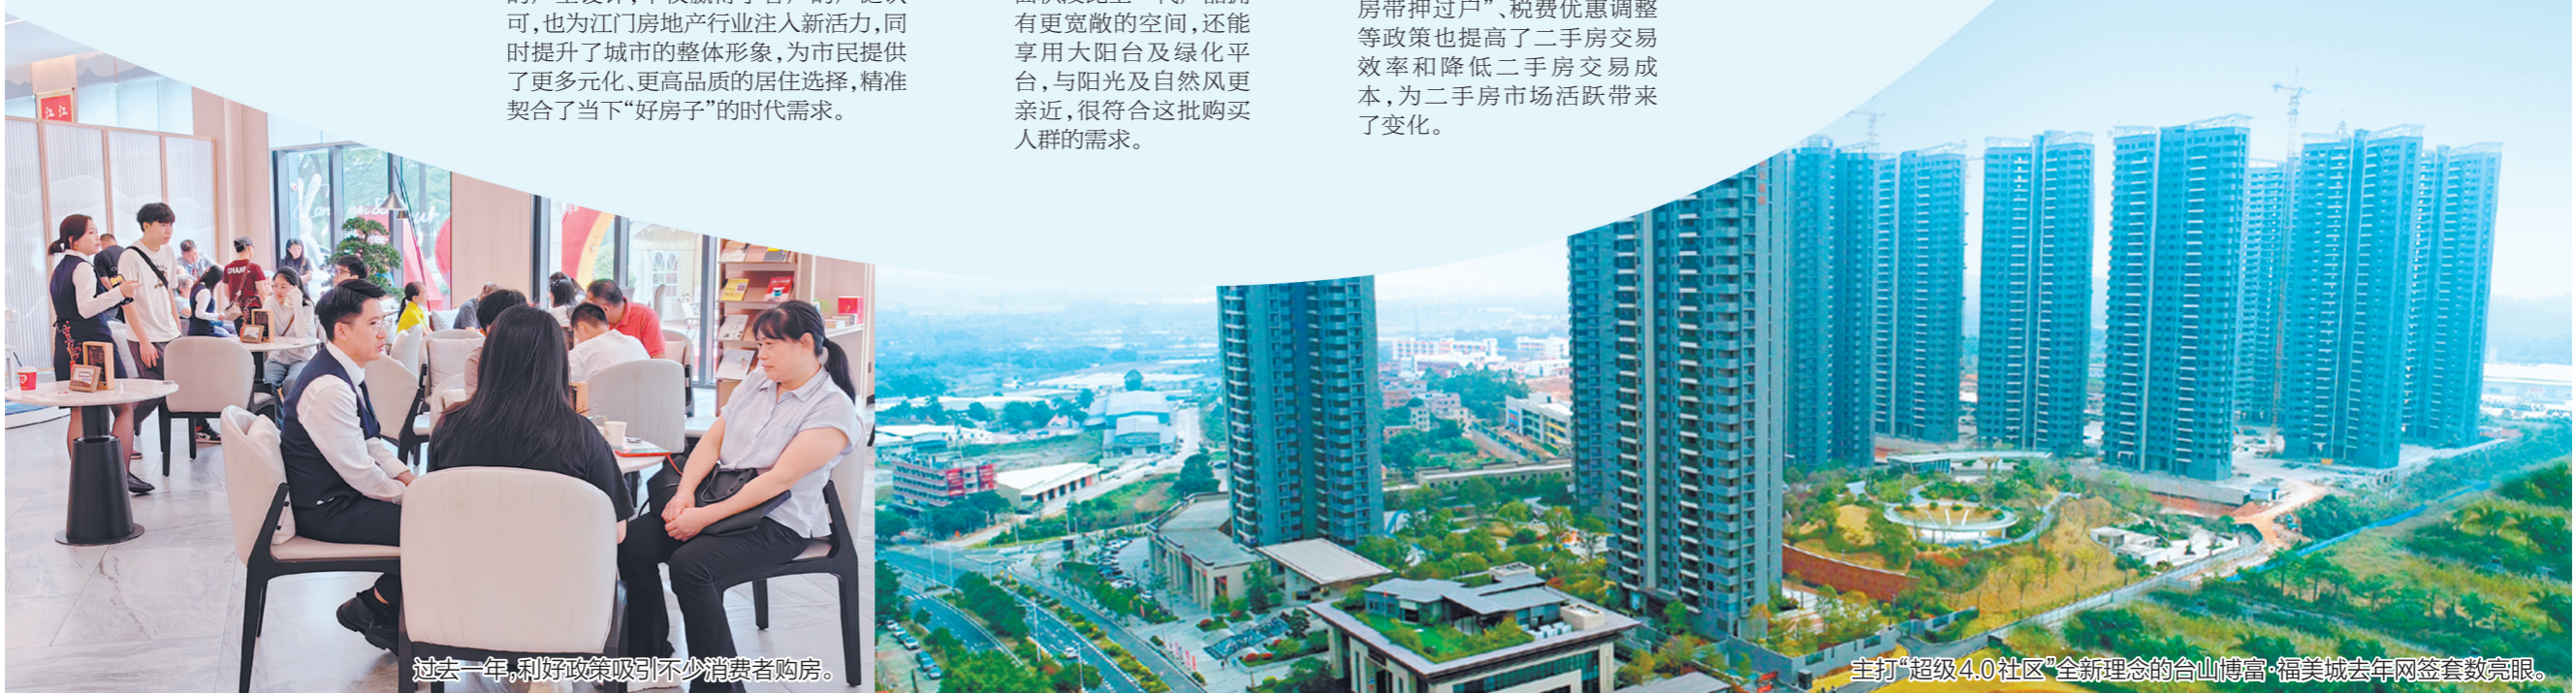 可，也为江门房地产行业注入新活力，同
时提升了城市的整体形象，为市民提供
了更多元化、更高品质的居住选择，精准
契合了当下“好房子”的时代需求。
有更宽敞的空间，还能
享用大阳台及绿化平
台，与阳光及自然风更
亲近，很符合这批购买
人群的需求。
房带押过户”、税费优惠调整
等政策也提高了二手房交易
效率和降低二手房交易成
本，为二手房市场活跃带来
了变化。
过去一年，利好政策吸引不少消费者购房。
主打“超级4.0社区”全新理念的台山博富·福美城去年网签套数亮眼。